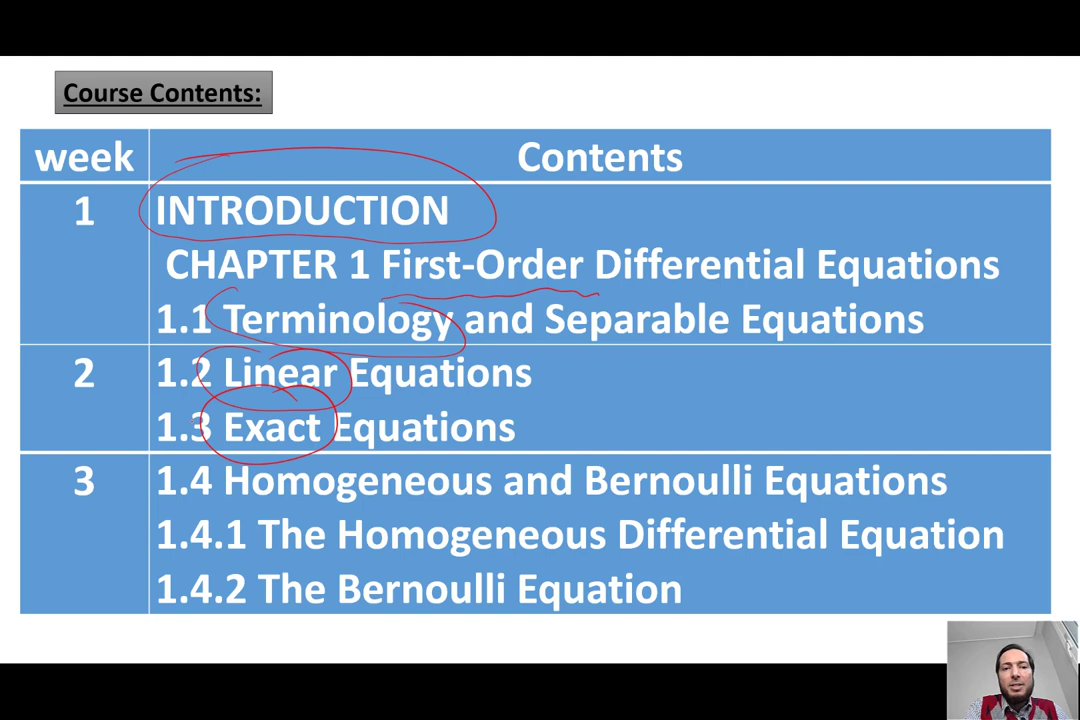 Course Contents:
week Contents
1 INTRODUCTION
CHAPTER 1 First-Order Differential Equations
1.1 Terminology and Separable Equations
2 1.2 Linear Equations
1.3 Exact Equations
3 1.4 Homogeneous and Bernoulli Equations
1.4.1 The Homogeneous Differential Equation
1.4.2 The Bernoulli Equation